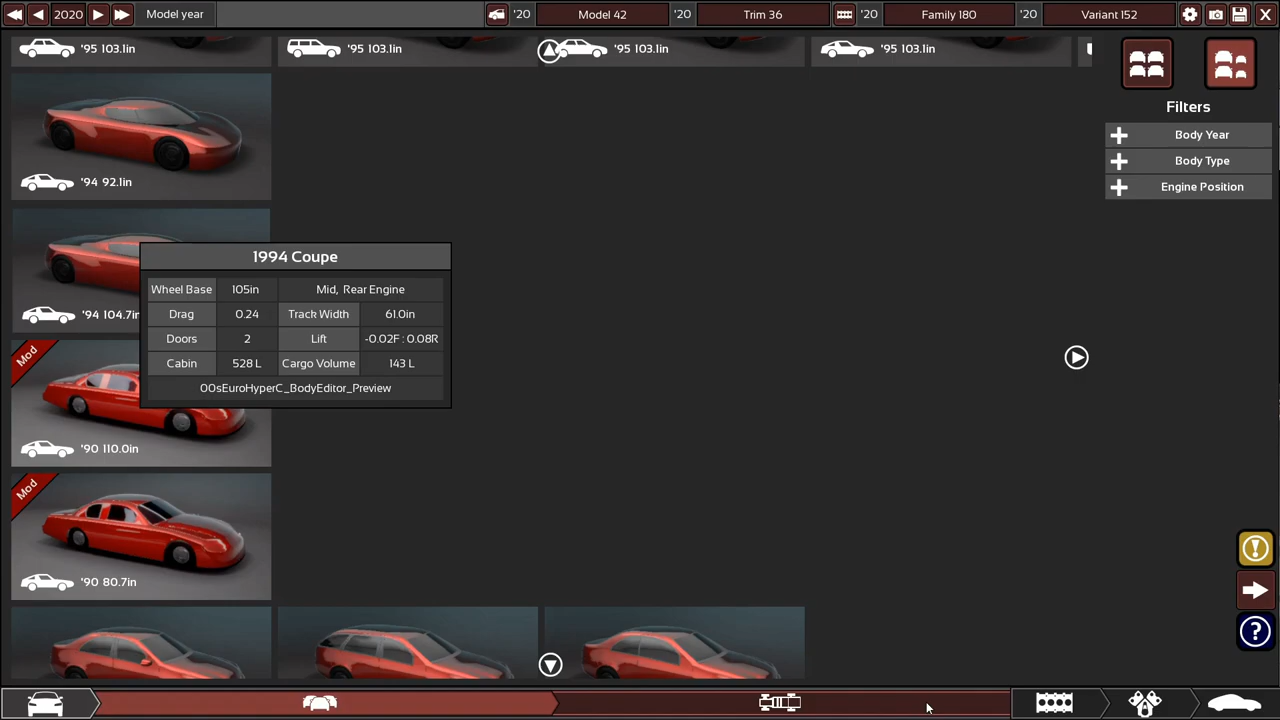 2020 Model year '20 Model 42 '20 Trim 36 '20 Family 180 '20 Variant 152
'95 103.1in '95 103.1in '95 103.1in '95 103.1in
Filters
Body Year
Body Type
Engine Position
'94 92.1in
'94 104.7in
1994 Coupe
Wheel Base 105in Mid, Rear Engine
Drag 0.24 Track Width 61.0in
Doors 2 Lift -0.02F : 0.08R
Cabin 528 L Cargo Volume 143 L
00sEuroHyperC_BodyEditor_Preview
Mod
'90 110.0in
Mod
'90 80.7in